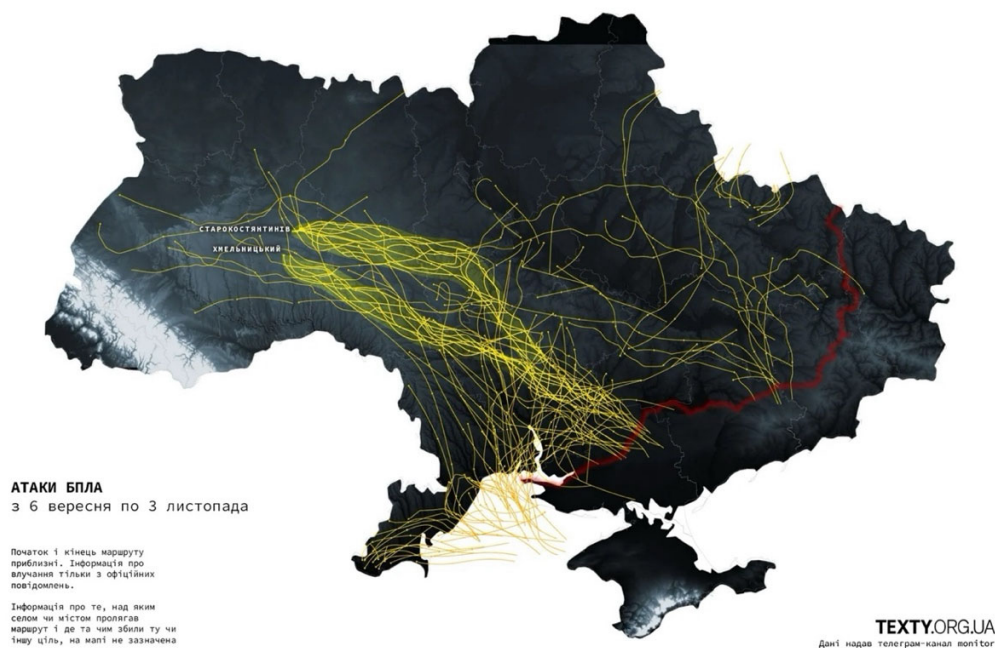 СТАРОКОСТЯНТИНІВ
ХМЕЛЬНИЦЬКИЙ
АТАКИ БПЛА
з 6 вересня по 3 листопада
Початок і кінець маршруту
приблизні. Інформація про
влучання тільки з офіційних
повідомлень.
Інформація про те, над яким
селом чи містом пролягав
маршрут і де та чим збили ту чи
іншу ціль, на мапі не зазначена
TEXTY.ORG.UA
Дані надав телеграм-канал monitor